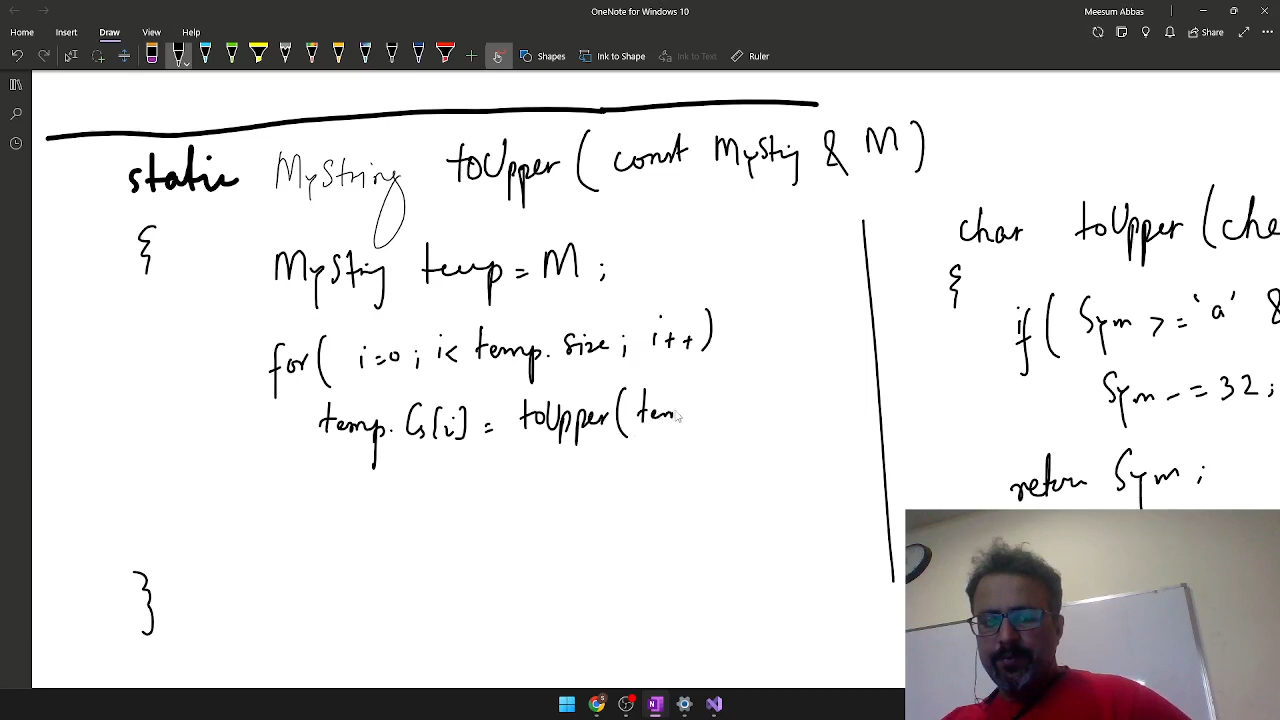 OneNote for Windows 10
Meesum Abbas
Home Insert Draw View Help
Share
Shapes Ink to Shape Ink to Text Ruler
static MyString toUpper ( const MyString & M )
{
MyString temp = M ;
for( i=0 ; i< temp. size ; i++)
temp. Cs[i] = toUpper( tem
}
char toUpper ( cha
{
if( Sym >= 'a' &
Sym -= 32 ;
return Sym ;